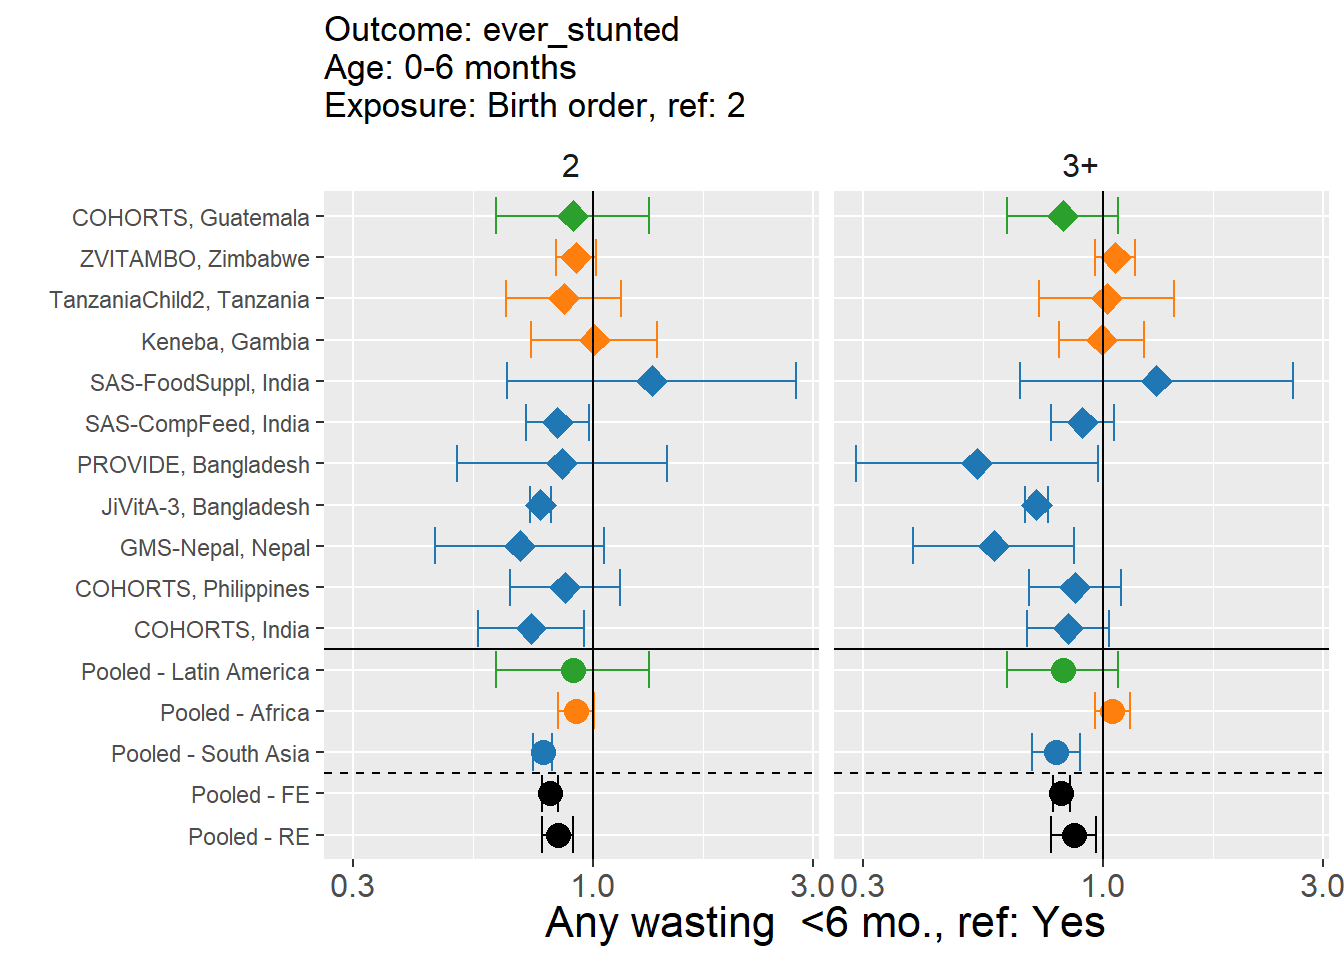 Outcome: ever_stunted
Age: 0-6 months
Exposure: Birth order, ref: 2
2
3+
COHORTS, Guatemala
ZVITAMBO, Zimbabwe
TanzaniaChild2, Tanzania
Keneba, Gambia
SAS-FoodSuppl, India
SAS-CompFeed, India
PROVIDE, Bangladesh
JiVitA-3, Bangladesh
GMS-Nepal, Nepal
COHORTS, Philippines
COHORTS, India
Pooled - Latin America
Pooled - Africa
Pooled - South Asia
Pooled - FE
Pooled - RE
0.3 1.0 3.0 0.3 1.0 3.0
Any wasting  <6 mo., ref: Yes